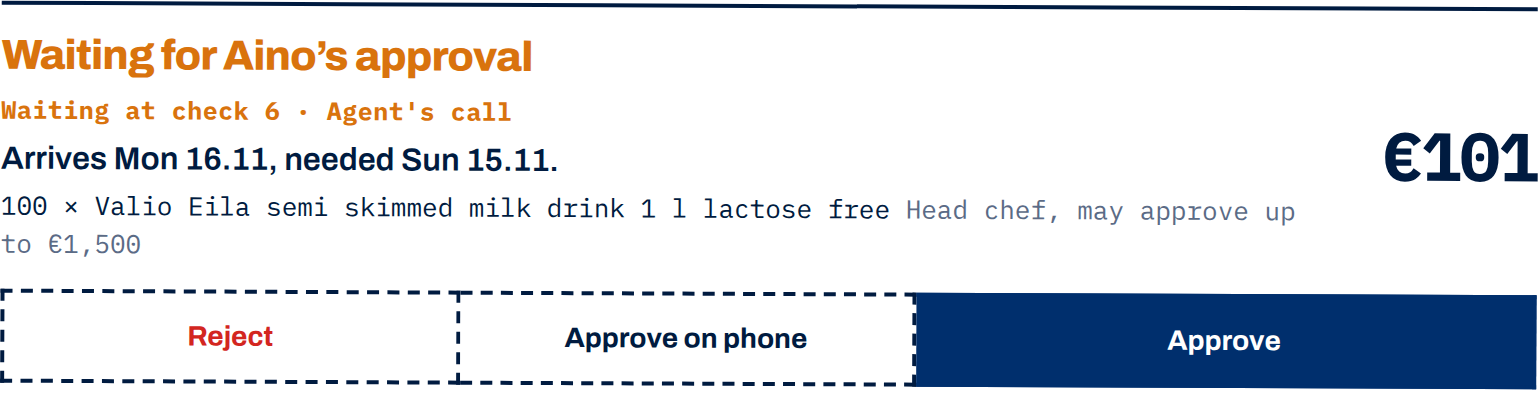 Waiting for Aino’s approval
Waiting at check 6 · Agent's call
Arrives Mon 16.11, needed Sun 15.11.
€101
100 × Valio Eila semi skimmed milk drink 1 l lactose free Head chef, may approve up
to €1,500
Reject
Approve on phone
Approve